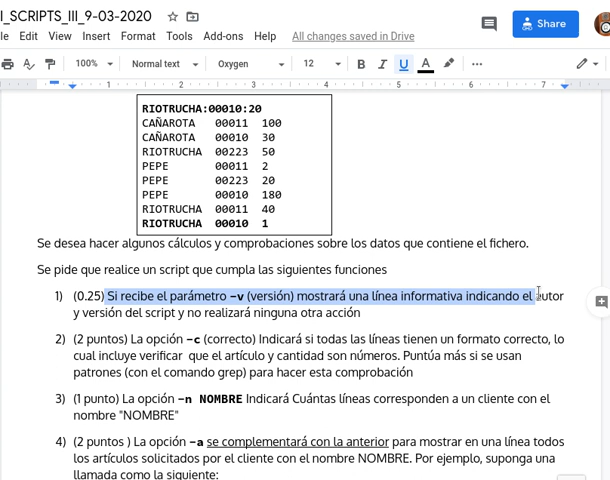 I_SCRIPTS_III_9-03-2020
le Edit View Insert Format Tools Add-ons Help All changes saved in Drive
Share
100% Normal text Oxygen 12 B I U A
1 2 3 4 5 6 7
RIOTRUCHA:00010:20
CAÑAROTA 00011 100
CAÑAROTA 00010 30
RIOTRUCHA 00223 50
PEPE 00011 2
PEPE 00223 20
PEPE 00010 180
RIOTRUCHA 00011 40
RIOTRUCHA 00010 1
Se desea hacer algunos cálculos y comprobaciones sobre los datos que contiene el fichero.
Se pide que realice un script que cumpla las siguientes funciones
1) (0.25) Si recibe el parámetro -v (versión) mostrará una línea informativa indicando el autor
y versión del script y no realizará ninguna otra acción
2) (2 puntos) La opción -c (correcto) Indicará si todas las líneas tienen un formato correcto, lo
cual incluye verificar que el artículo y cantidad son números. Puntúa más si se usan
patrones (con el comando grep) para hacer esta comprobación
3) (1 punto) La opción -n NOMBRE Indicará Cuántas líneas corresponden a un cliente con el
nombre "NOMBRE"
4) (2 puntos ) La opción -a se complementará con la anterior para mostrar en una línea todos
los artículos solicitados por el cliente con el nombre NOMBRE. Por ejemplo, suponga una
llamada como la siguiente: